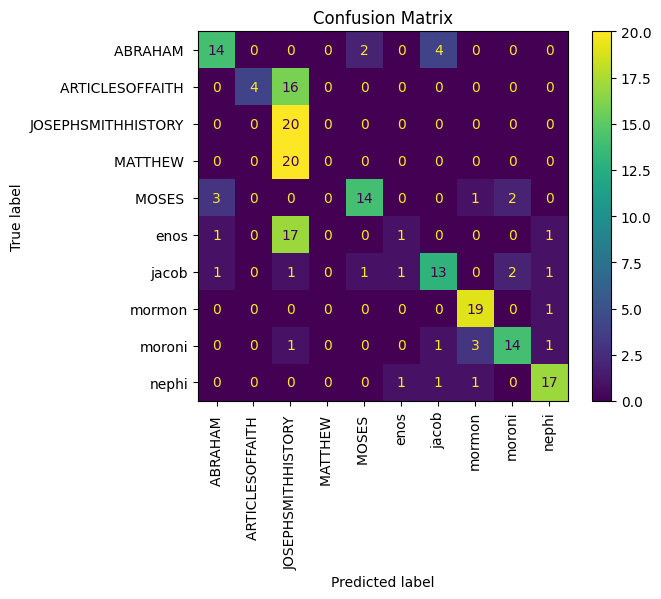 Confusion Matrix
ABRAHAM 14 0 0 0 2 0 4 0 0 0
ARTICLESOFFAITH 0 4 16 0 0 0 0 0 0 0
JOSEPHSMITHHISTORY 0 0 20 0 0 0 0 0 0 0
MATTHEW 0 0 20 0 0 0 0 0 0 0
MOSES 3 0 0 0 14 0 0 1 2 0
enos 1 0 17 0 0 1 0 0 0 1
jacob 1 0 1 0 1 1 13 0 2 1
mormon 0 0 0 0 0 0 0 19 0 1
moroni 0 0 1 0 0 0 1 3 14 1
nephi 0 0 0 0 0 1 1 1 0 17
True label
ABRAHAM
ARTICLESOFFAITH
JOSEPHSMITHHISTORY
MATTHEW
MOSES
enos
jacob
mormon
moroni
nephi
Predicted label
20.0
17.5
15.0
12.5
10.0
7.5
5.0
2.5
0.0